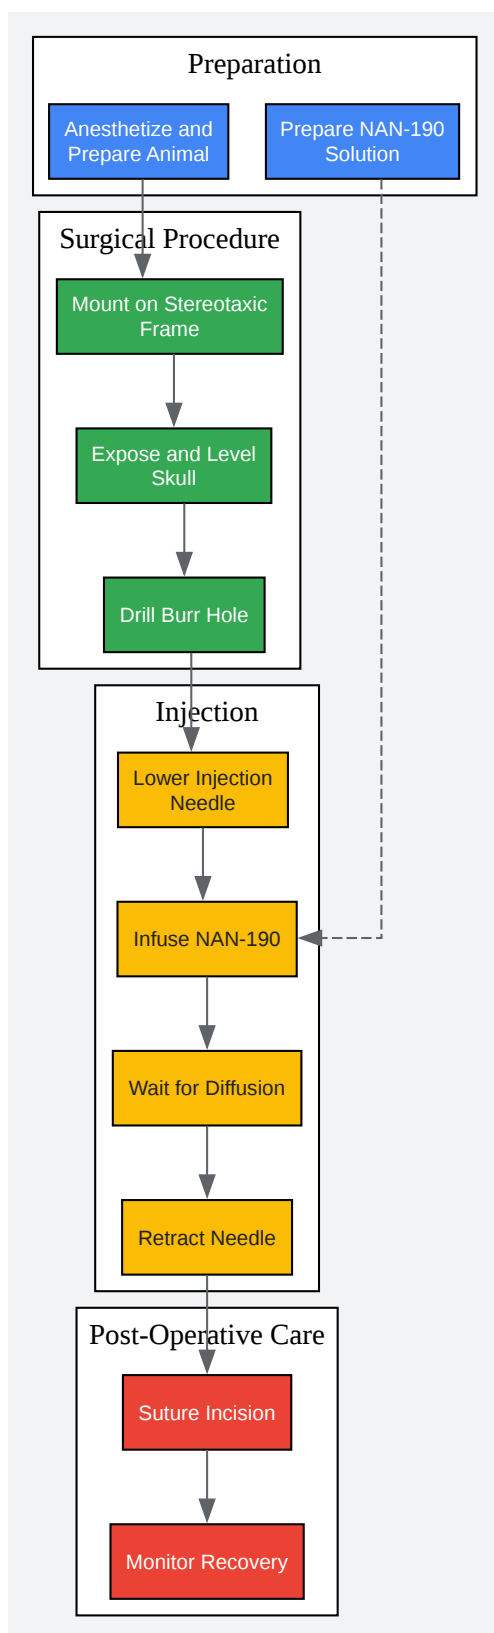 Preparation
Anesthetize and
Prepare Animal
Prepare NAN-190
Solution
Surgical Procedure
Mount on Stereotaxic
Frame
Expose and Level
Skull
Drill Burr Hole
Injection
Lower Injection
Needle
Infuse NAN-190
Wait for Diffusion
Retract Needle
Post-Operative Care
Suture Incision
Monitor Recovery